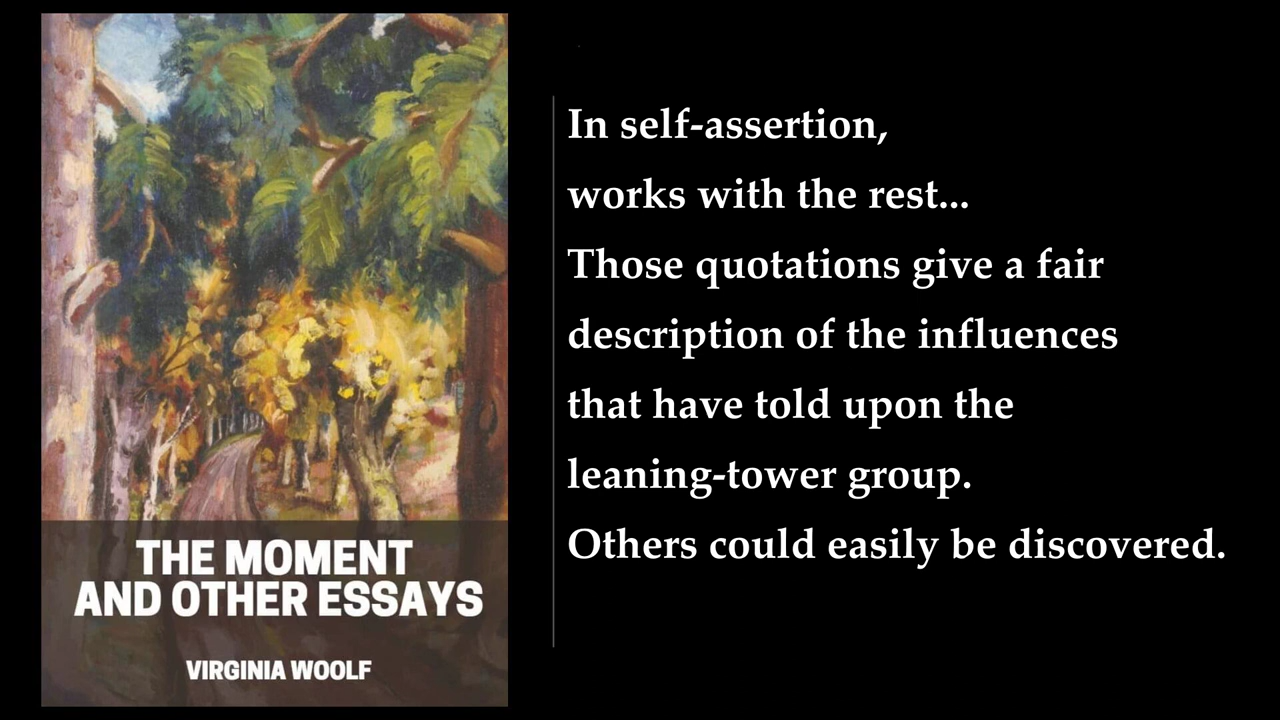 THE MOMENT
AND OTHER ESSAYS
VIRGINIA WOOLF
In self-assertion,
works with the rest...
Those quotations give a fair
description of the influences
that have told upon the
leaning-tower group.
Others could easily be discovered.